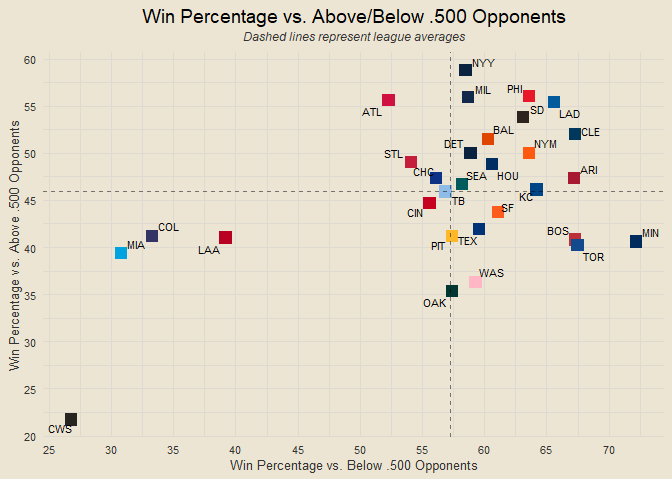 Win Percentage vs. Above/Below .500 Opponents
Dashed lines represent league averages
Win Percentage vs. Above .500 Opponents
60
55
50
45
40
35
30
25
20
NYY
MIL
PHI
ATL
SD
LAD
BAL
CLE
DET
NYM
STL
CHC
SEA
HOU
ARI
TB
KC
CIN
SF
COL
MIA
LAA
PIT
TEX
BOS
MIN
TOR
WAS
OAK
CWS
25 30 35 40 45 50 55 60 65 70
Win Percentage vs. Below .500 Opponents